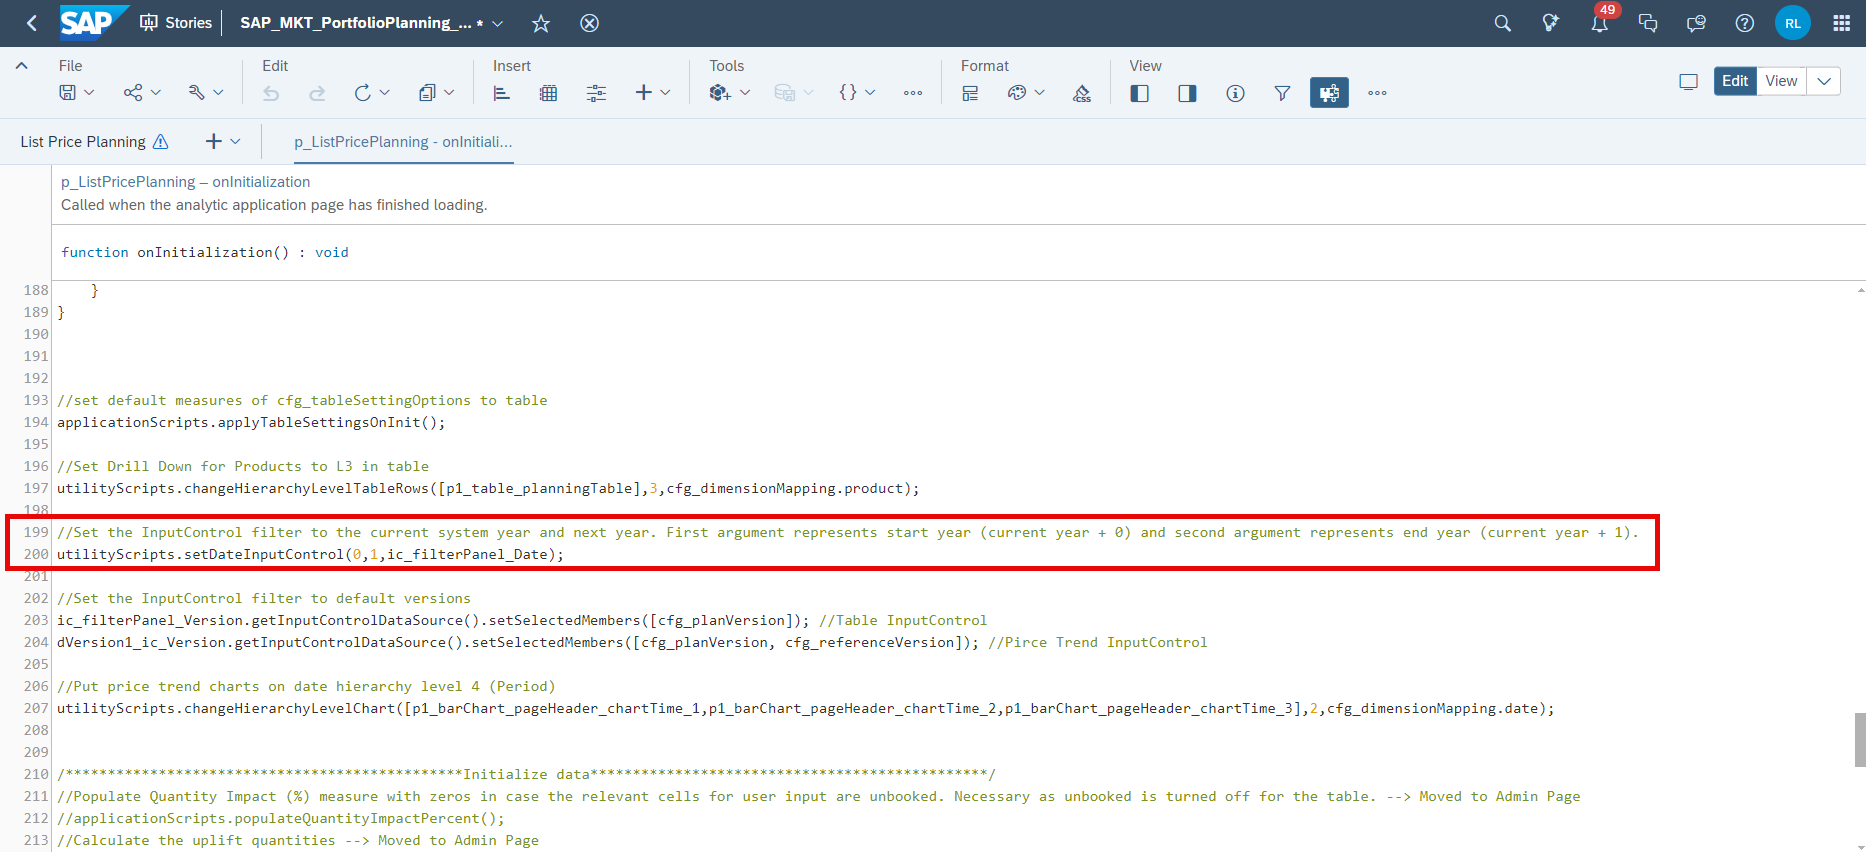 SAP Stories SAP_MKT_PortfolioPlanning_... * 49 RL
File Edit Insert Tools Format View
Edit View
List Price Planning p_ListPricePlanning - onInitiali...
p_ListPricePlanning – onInitialization
Called when the analytic application page has finished loading.
function onInitialization() : void
188 }
189 }
190
191
192
193 //set default measures of cfg_tableSettingOptions to table
194 applicationScripts.applyTableSettingsOnInit();
195
196 //Set Drill Down for Products to L3 in table
197 utilityScripts.changeHierarchyLevelTableRows([p1_table_planningTable],3,cfg_dimensionMapping.product);
198
199 //Set the InputControl filter to the current system year and next year. First argument represents start year (current year + 0) and second argument represents end year (current year + 1).
200 utilityScripts.setDateInputControl(0,1,ic_filterPanel_Date);
201
202 //Set the InputControl filter to default versions
203 ic_filterPanel_Version.getInputControlDataSource().setSelectedMembers([cfg_planVersion]); //Table InputControl
204 dVersion1_ic_Version.getInputControlDataSource().setSelectedMembers([cfg_planVersion, cfg_referenceVersion]); //Pirce Trend InputControl
205
206 //Put price trend charts on date hierarchy level 4 (Period)
207 utilityScripts.changeHierarchyLevelChart([p1_barChart_pageHeader_chartTime_1,p1_barChart_pageHeader_chartTime_2,p1_barChart_pageHeader_chartTime_3],2,cfg_dimensionMapping.date);
208
209
210 /***********************************************Initialize data***********************************************/
211 //Populate Quantity Impact (%) measure with zeros in case the relevant cells for user input are unbooked. Necessary as unbooked is turned off for the table. --> Moved to Admin Page
212 //applicationScripts.populateQuantityImpactPercent();
213 //Calculate the uplift quantities --> Moved to Admin Page